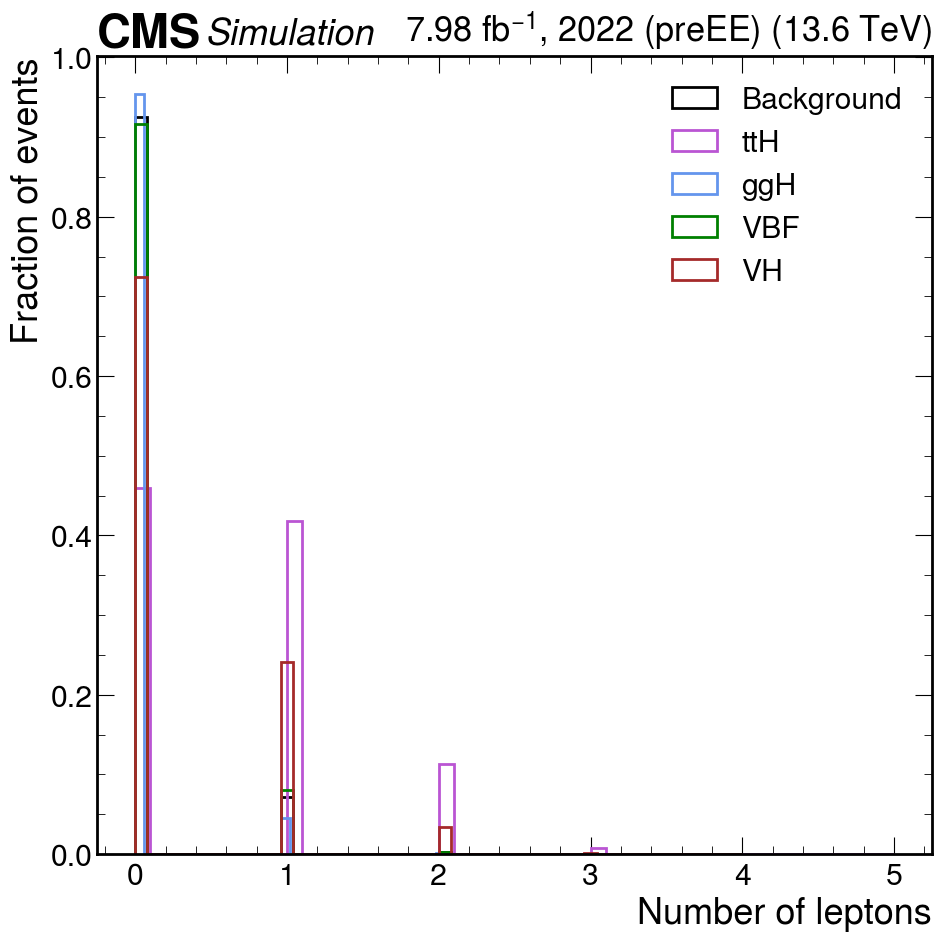 CMS Simulation 7.98 fb⁻¹, 2022 (preEE) (13.6 TeV)
Fraction of events
1.0
0.8
0.6
0.4
0.2
0.0
Background
ttH
ggH
VBF
VH
0 1 2 3 4 5
Number of leptons